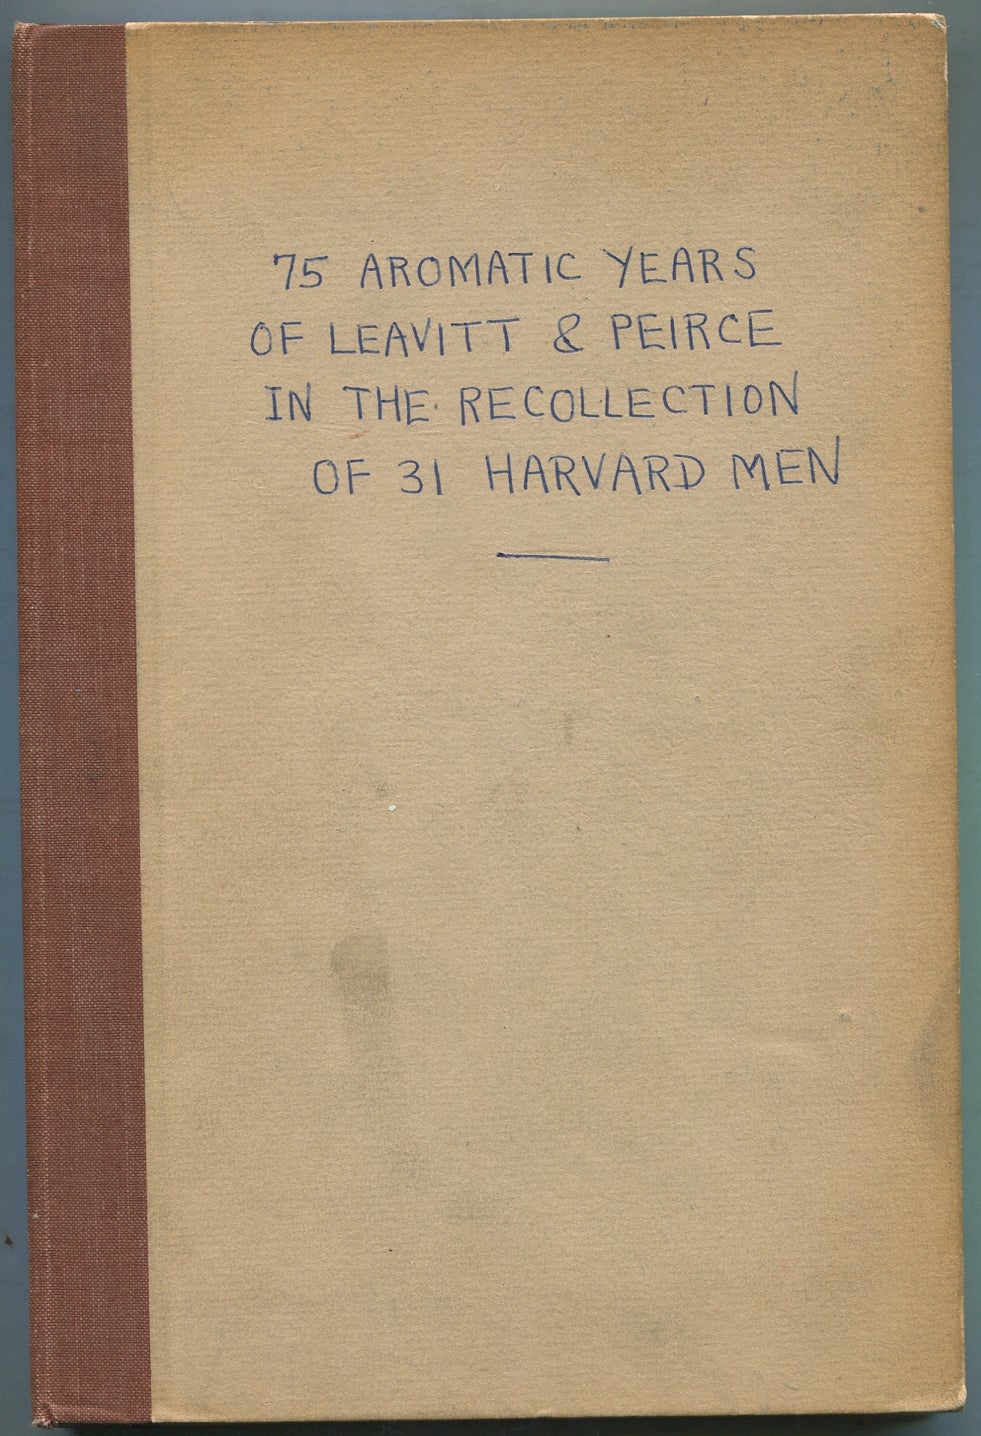 75 AROMATIC YEARS
OF LEAVITT & PEIRCE
IN THE RECOLLECTION
OF 31 HARVARD MEN